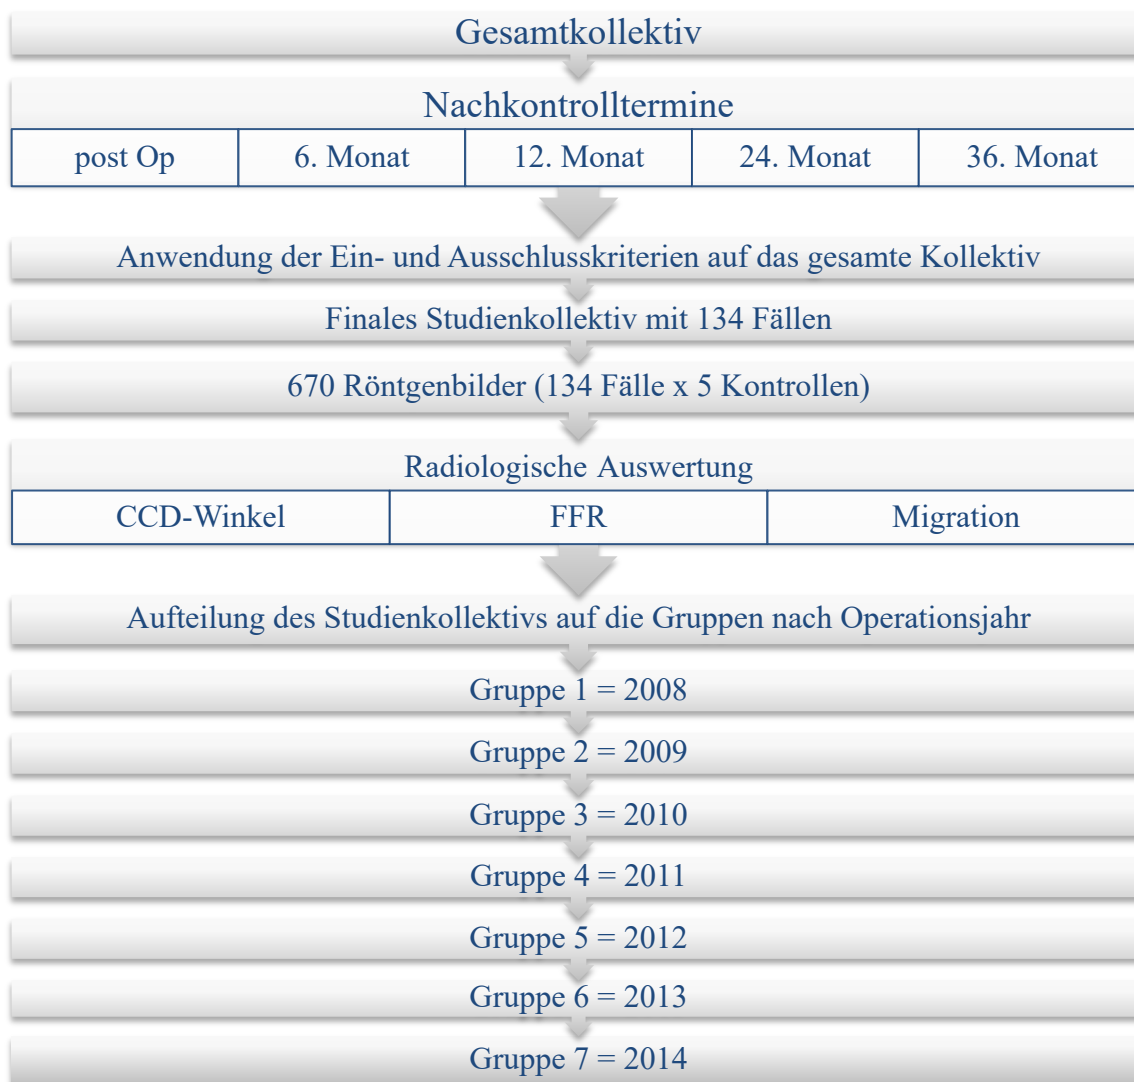 Gesamtkollektiv
Nachkontrolltermine
post Op
6. Monat
12. Monat
24. Monat
36. Monat
Anwendung der Ein- und Ausschlusskriterien auf das gesamte Kollektiv
Finales Studienkollektiv mit 134 Fällen
670 Röntgenbilder (134 Fälle x 5 Kontrollen)
Radiologische Auswertung
CCD-Winkel
FFR
Migration
Aufteilung des Studienkollektivs auf die Gruppen nach Operationsjahr
Gruppe 1 = 2008
Gruppe 2 = 2009
Gruppe 3 = 2010
Gruppe 4 = 2011
Gruppe 5 = 2012
Gruppe 6 = 2013
Gruppe 7 = 2014